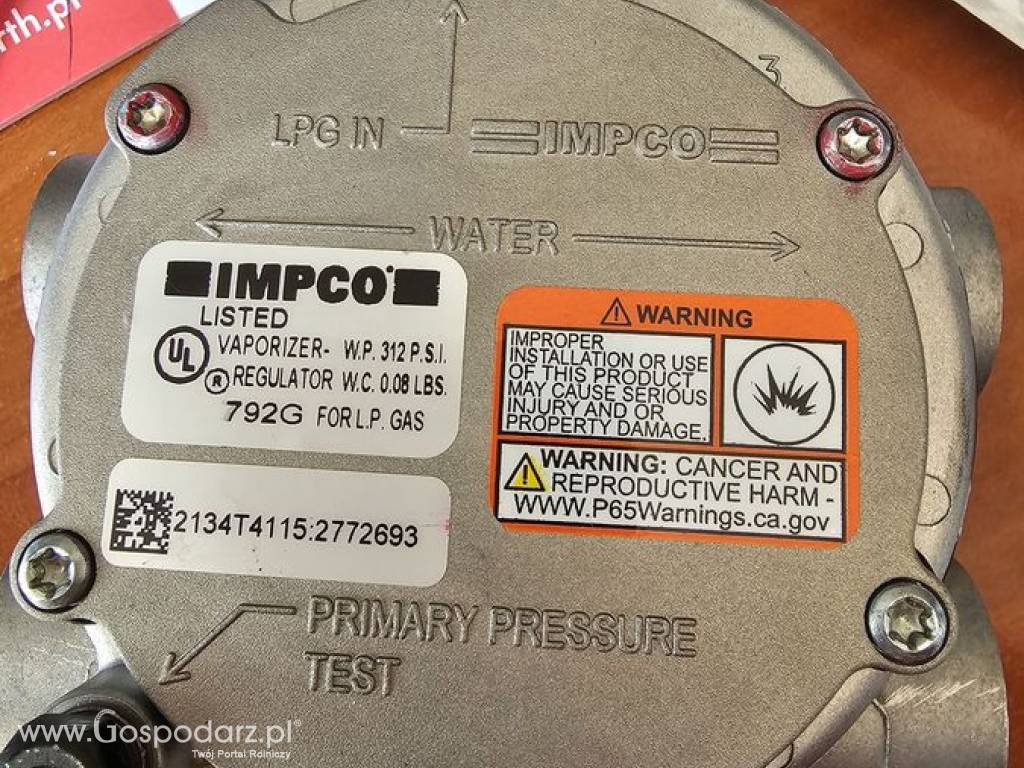 rth.p
3
LPG IN
IMPCO
WATER
IMPCO
LISTED
UL
VAPORIZER- W.P. 312 P.S.I.
® REGULATOR W.C. 0.08 LBS.
792G FOR L.P. GAS
WARNING
IMPROPER
INSTALLATION OR USE
OF THIS PRODUCT
MAY CAUSE SERIOUS
INJURY AND OR
PROPERTY DAMAGE.
WARNING: CANCER AND
REPRODUCTIVE HARM -
WWW.P65Warnings.ca.gov
2134T4115:2772693
PRIMARY PRESSURE
TEST
www.Gospodarz.pl®
Twój Portal Rolniczy